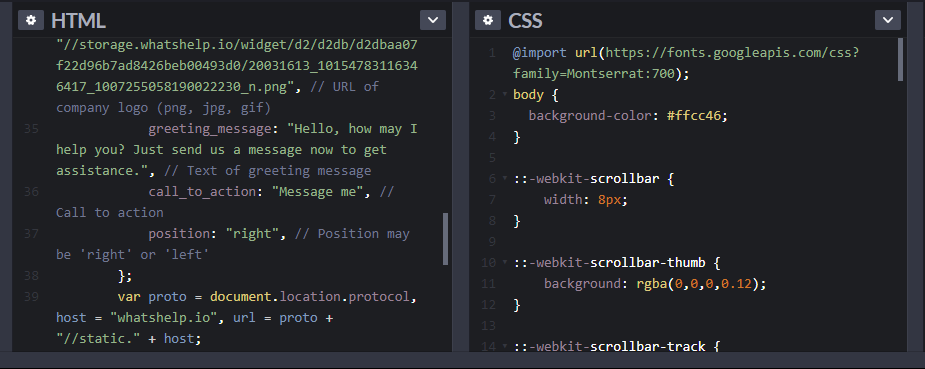 HTML
"//storage.whatshelp.io/widget/d2/d2db/d2dbaa07
f22d96b7ad8426beb00493d0/20031613_1015478311634
6417_1007255058190022230_n.png", // URL of
company logo (png, jpg, gif)
35 greeting_message: "Hello, how may I
help you? Just send us a message now to get
assistance.", // Text of greeting message
36 call_to_action: "Message me", //
Call to action
37 position: "right", // Position may
be 'right' or 'left'
38 };
39 var proto = document.location.protocol,
host = "whatshelp.io", url = proto +
"//static." + host;
CSS
1 @import url(https://fonts.googleapis.com/css?
family=Montserrat:700);
2 body {
3 background-color: #ffcc46;
4 }
5
6 ::-webkit-scrollbar {
7 width: 8px;
8 }
9
10 ::-webkit-scrollbar-thumb {
11 background: rgba(0,0,0,0.12);
12 }
13
14 ::-webkit-scrollbar-track {